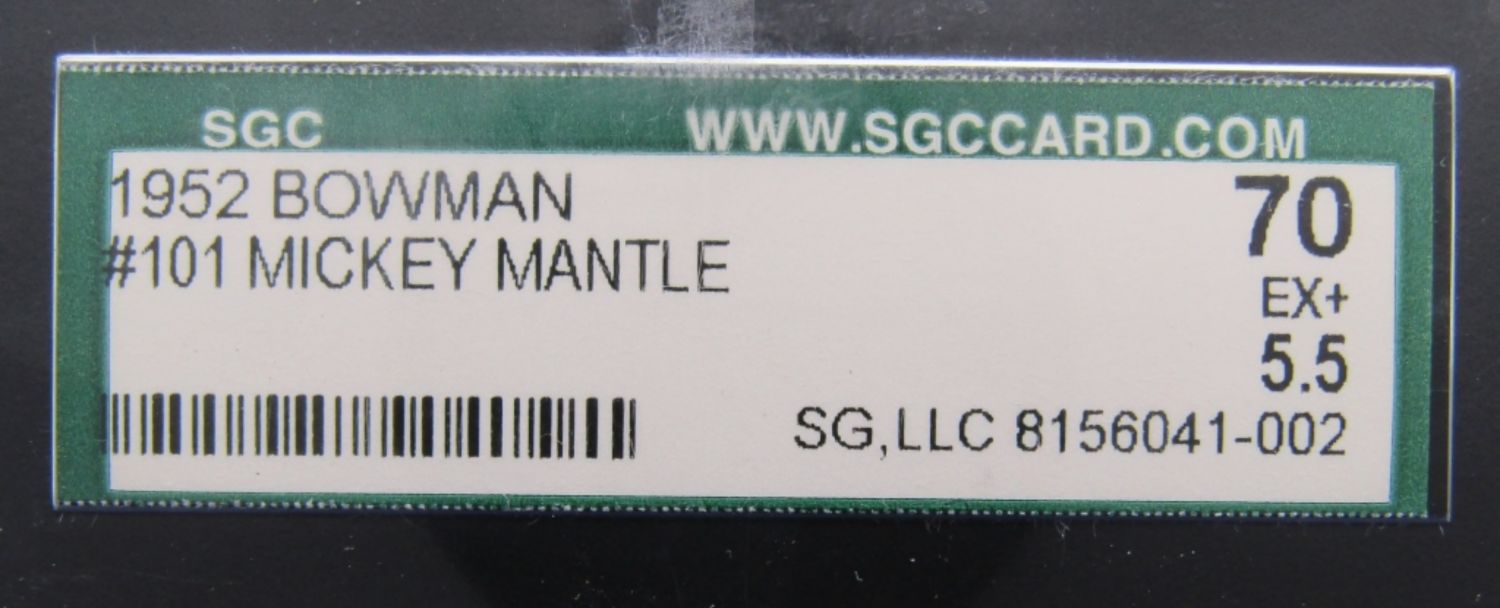 SGC WWW.SGCCARD.COM
1952 BOWMAN
#101 MICKEY MANTLE
70
EX+
5.5
SG,LLC 8156041-002